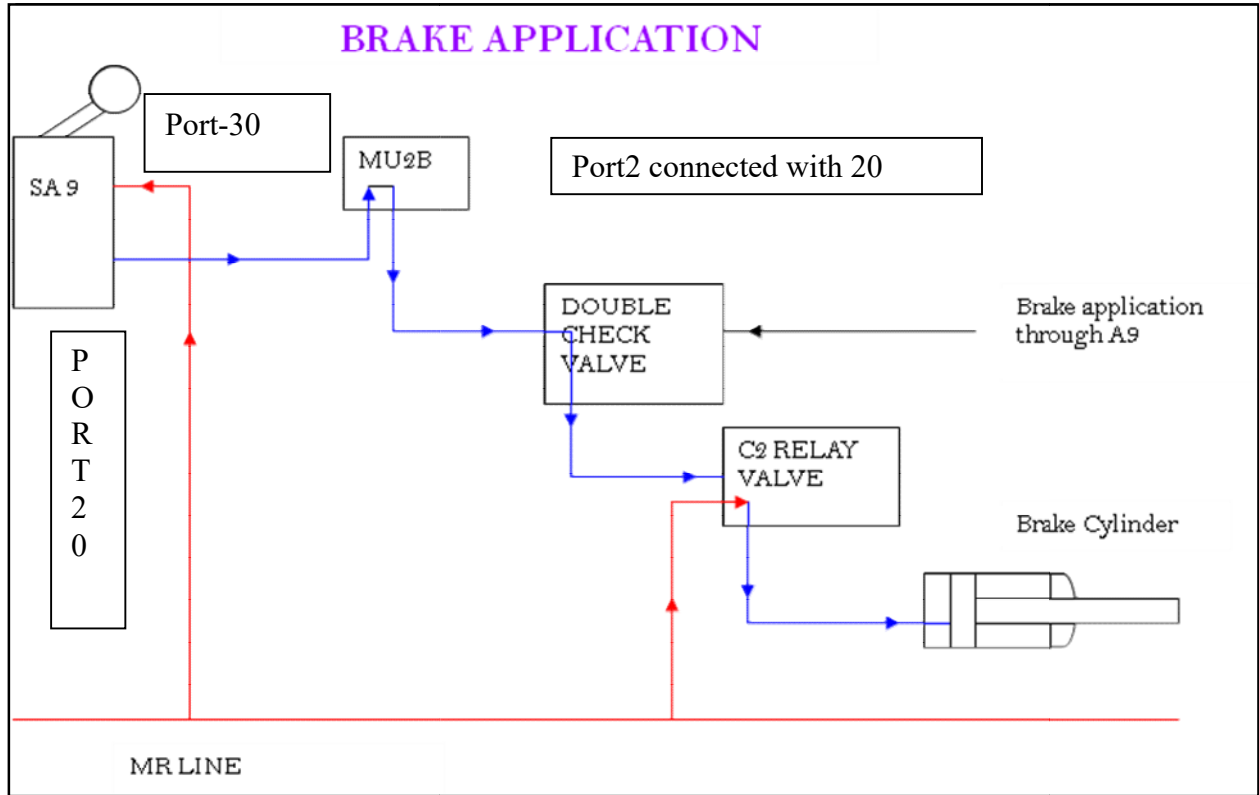 BRAKE APPLICATION
Port-30
MU2B
Port2 connected with 20
SA 9
DOUBLE
CHECK
VALVE
Brake application
through A9
P
O
R
T
2
0
C2 RELAY
VALVE
Brake Cylinder
MR LINE